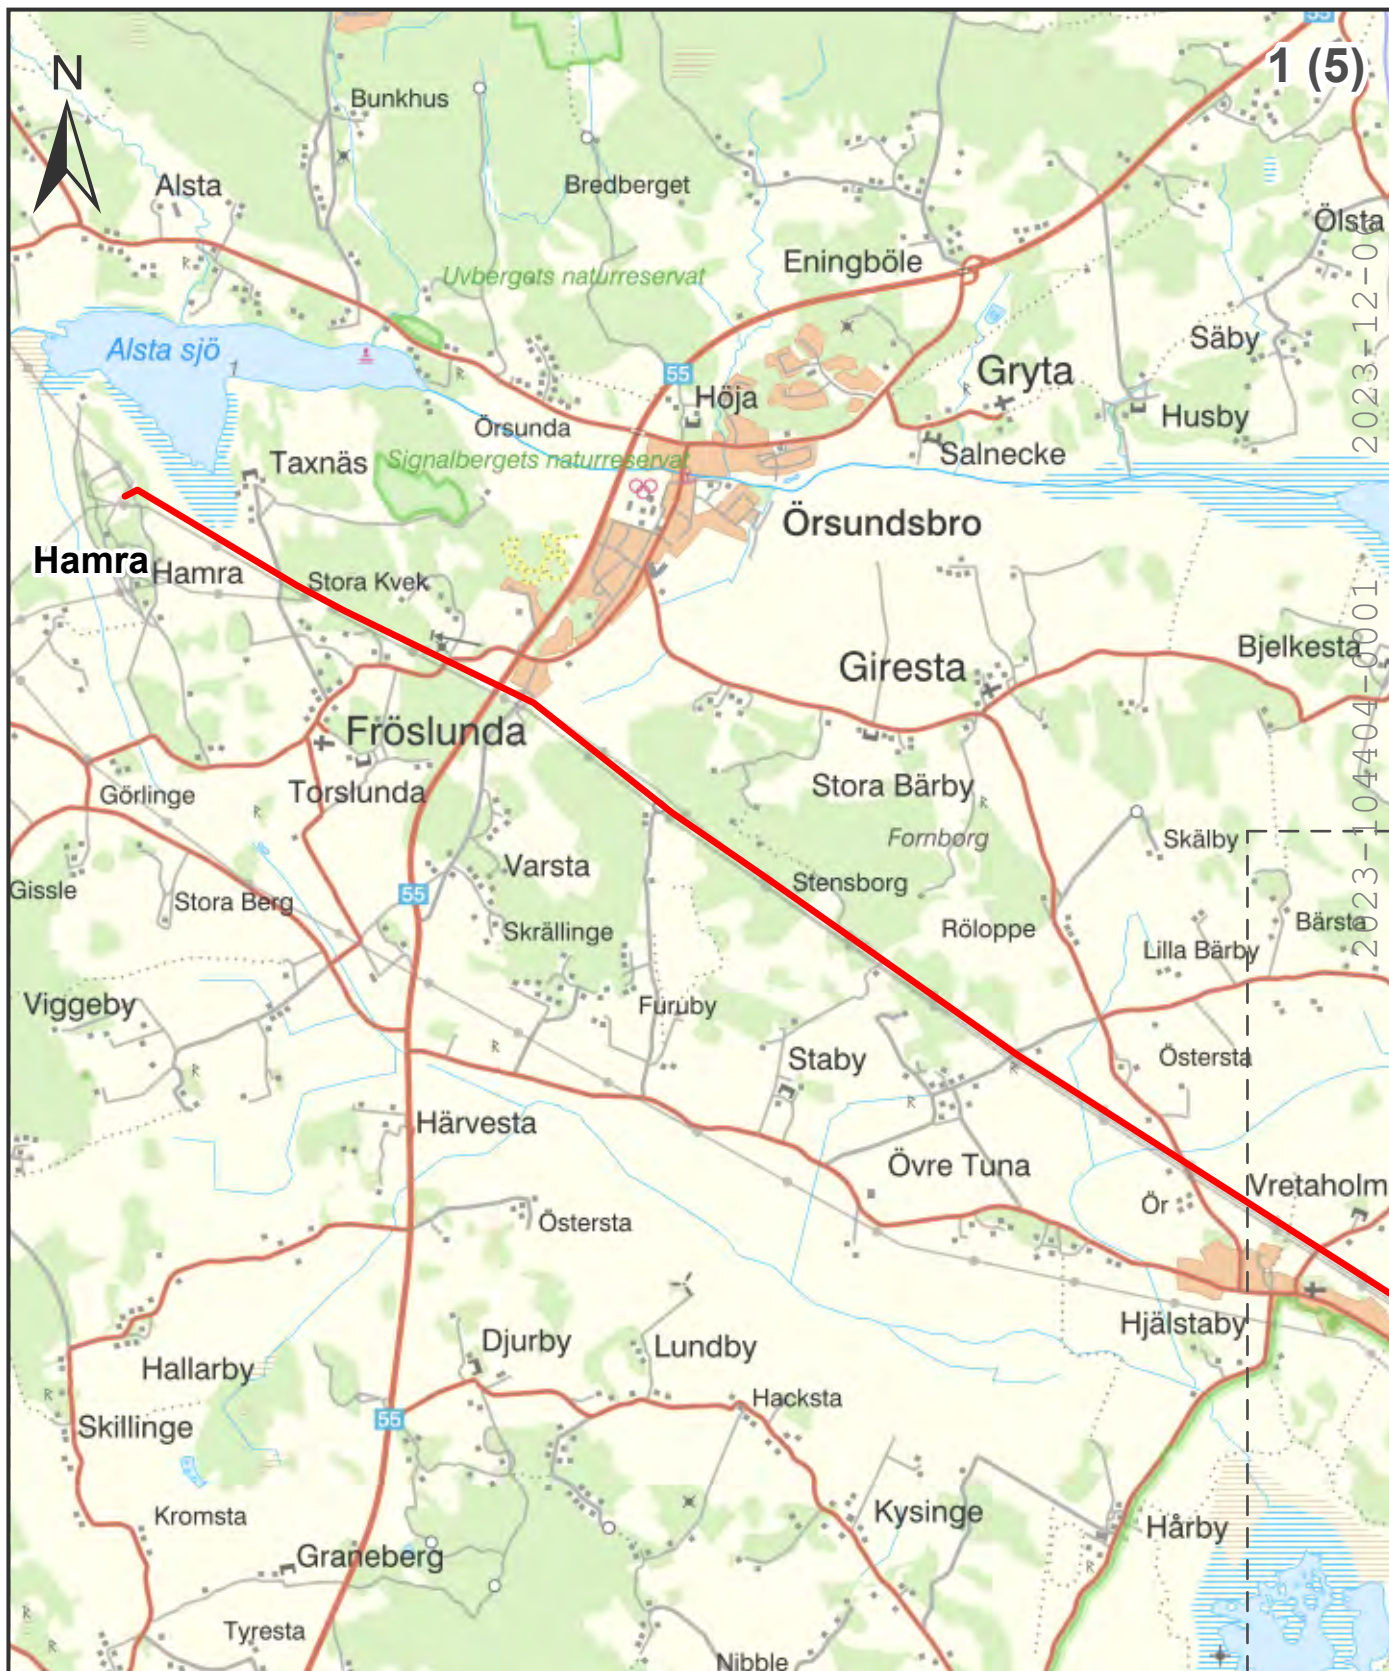 55
1 (5)
N
Bunkhus
Alsta
Bredberget
Ölsta
Eningböle
Uvbergets naturreservat
Säby
Alsta sjö
1
55
Gryta
Höja
Husby
Örsunda
Salnecke
Taxnäs
Signalbergets naturreservat
Örsundsbro
Hamra
Hamra
Stora Kvek
Bjelkesta
Giresta
Fröslunda
Stora Bärby
Görlinge
Torslunda
Fornborg
Skälby
Varsta
Stensborg
Gissle
55
Stora Berg
Bärsta
Skrällinge
Röloppe
Lilla Bärby
Viggeby
Furuby
Staby
Östersta
Härvesta
Övre Tuna
Vretaholm
Ör
Östersta
Hjälstaby
Djurby
Lundby
Hallarby
Hacksta
55
Skillinge
Kysinge
Kromsta
Hårby
Graneberg
Tyresta
Nibble
2023-104404-0001
2023-12-06
R
R
R
R
R
R
R
R
R
R
R
R
R